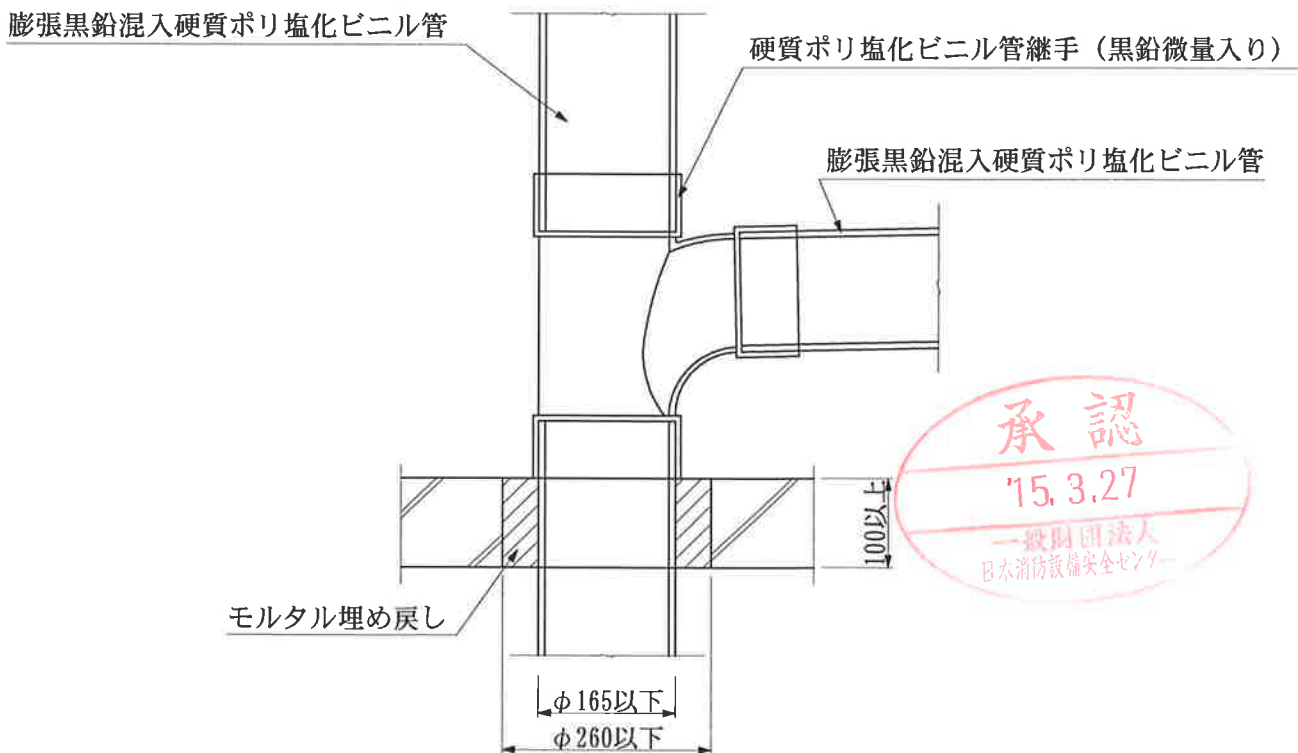 膨張黒鉛混入硬質ポリ塩化ビニル管
硬質ポリ塩化ビニル管継手（黒鉛微量入り）
膨張黒鉛混入硬質ポリ塩化ビニル管
承認
'15.3.27
一般財団法人
日本消防設備安全センター
100以上
モルタル埋め戻し
φ165以下
φ260以下